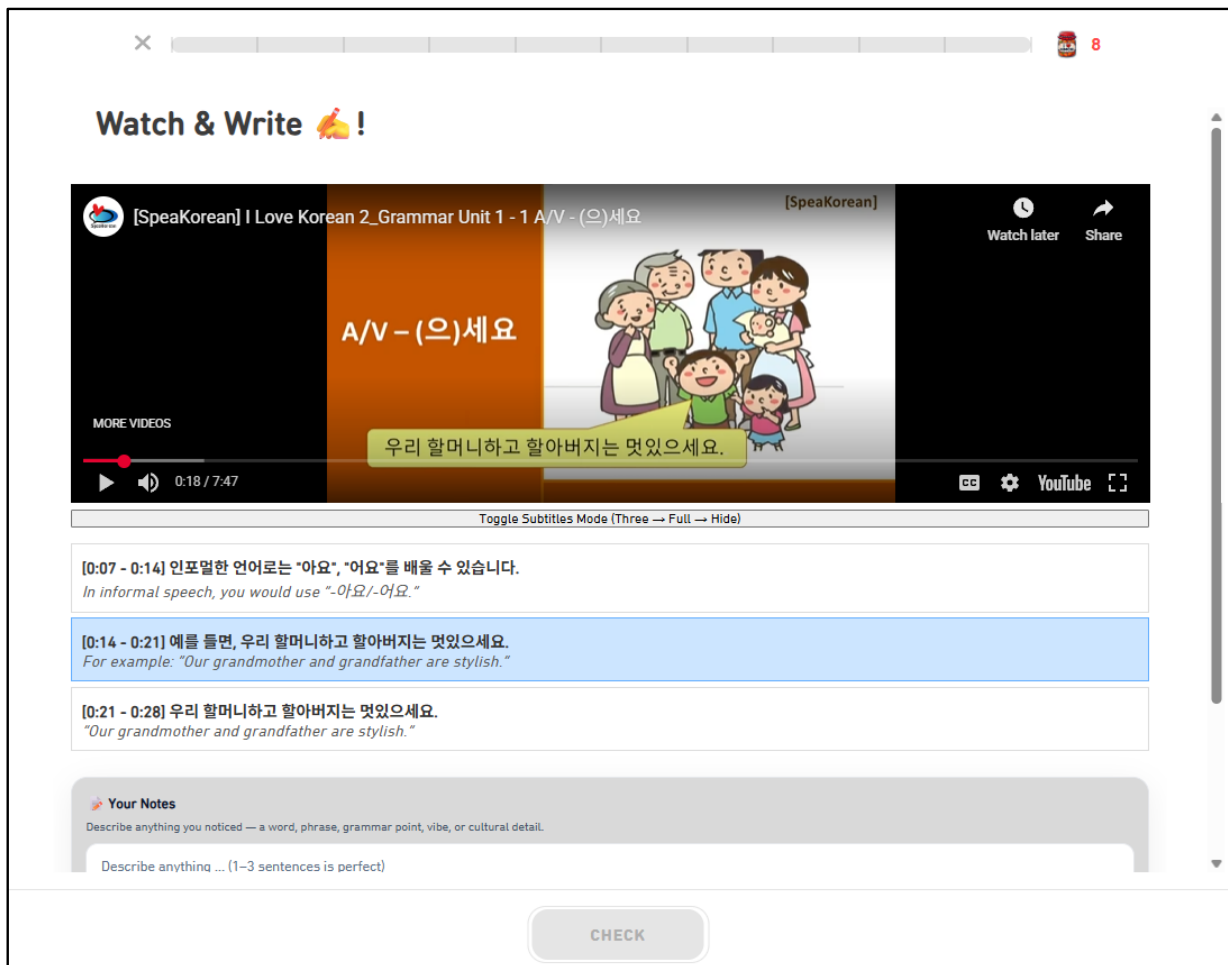 8
Watch & Write ✍️ !
[SpeaKorean] I Love Korean 2_Grammar Unit 1 - 1 A/V - (으)세요
[SpeaKorean]
Watch later
Share
A/V – (으)세요
MORE VIDEOS
우리 할머니하고 할아버지는 멋있으세요.
0:18 / 7:47
CC
YouTube
Toggle Subtitles Mode (Three → Full → Hide)
[0:07 - 0:14] 인포멀한 언어로는 "아요", "어요"를 배울 수 있습니다.
In informal speech, you would use “-아요/-어요.”
[0:14 - 0:21] 예를 들면, 우리 할머니하고 할아버지는 멋있으세요.
For example: “Our grandmother and grandfather are stylish.”
[0:21 - 0:28] 우리 할머니하고 할아버지는 멋있으세요.
“Our grandmother and grandfather are stylish.”
Your Notes
Describe anything you noticed — a word, phrase, grammar point, vibe, or cultural detail.
Describe anything ... (1–3 sentences is perfect)
CHECK